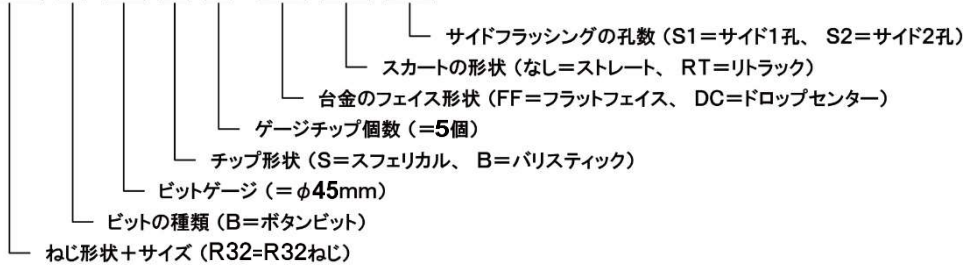 サイドフラッシングの孔数 (S1=サイド1孔、 S2=サイド2孔)
スカートの形状 (なし=ストレート、 RT=リトラック)
台金のフェイス形状 (FF=フラットフェイス、 DC=ドロップセンター)
ゲージチップ個数 (=5個)
チップ形状 (S=スフェリカル、 B=バリスティック)
ビットゲージ (=φ45mm)
ビットの種類 (B=ボタンビット)
ねじ形状+サイズ (R32=R32ねじ)